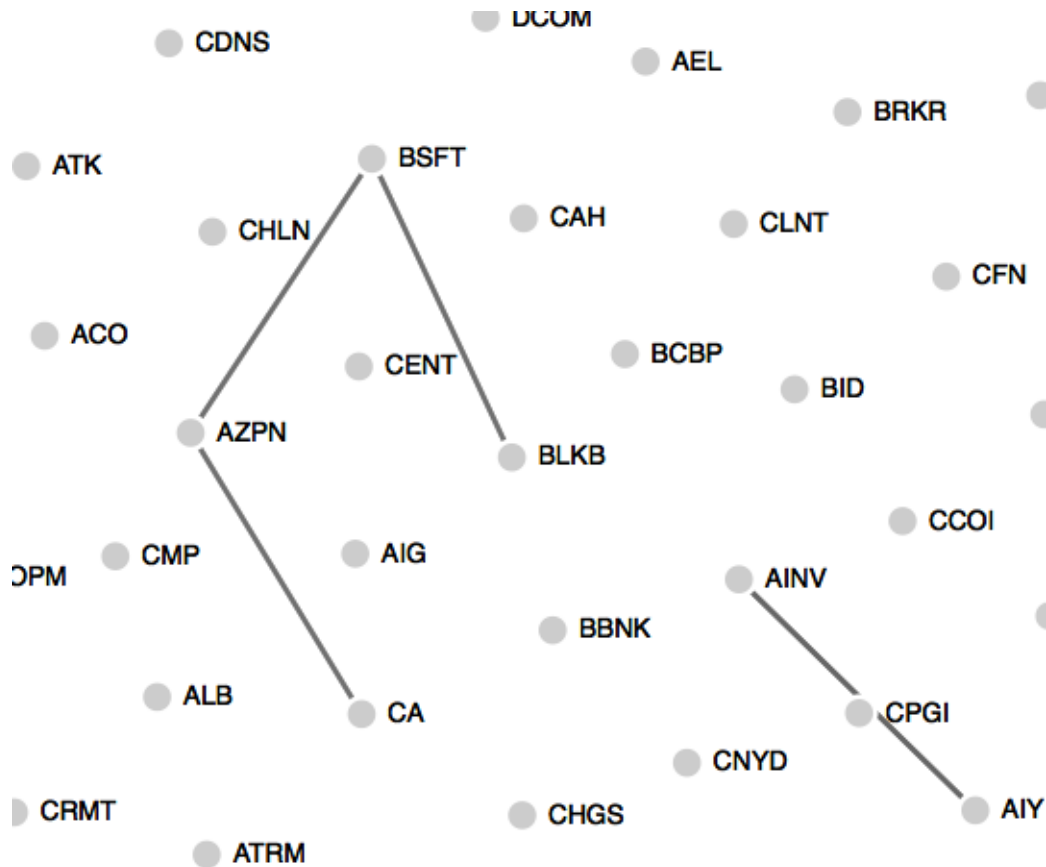 DCOM
CDNS
AEL
BRKR
BSFT
ATK
CAH
CLNT
CHLN
CFN
ACO
BCBP
CENT
BID
AZPN
BLKB
CCOI
AIG
CMP
OPM
AINV
BBNK
ALB
CA
CPGI
CNYD
AIY
CRMT
CHGS
ATRM